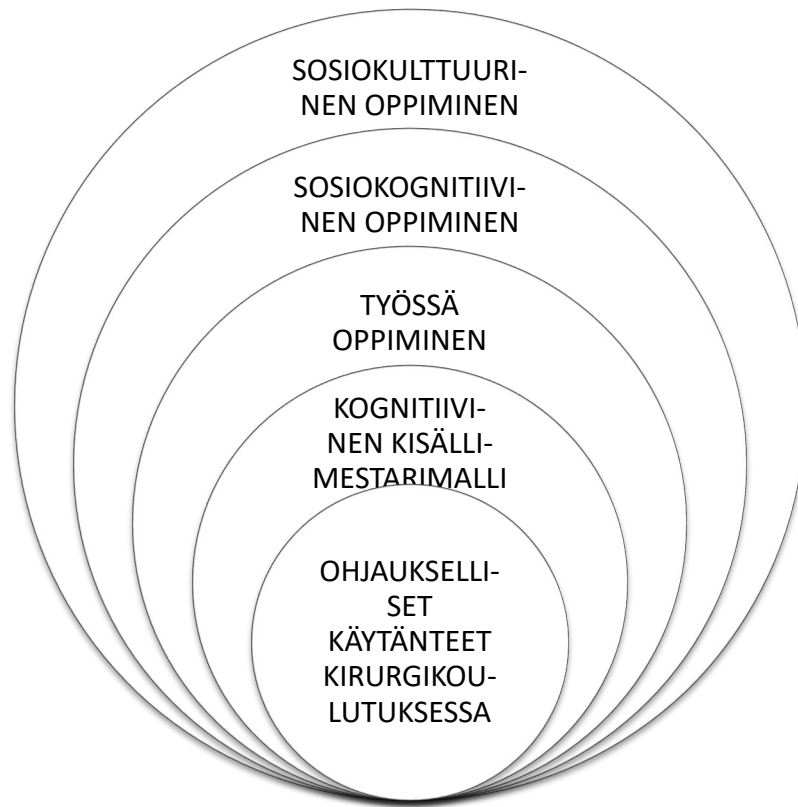 SOSIOKULTTUURI-
NEN OPPIMINEN
SOSIOKOGNITIIVI-
NEN OPPIMINEN
TYÖSSÄ
OPPIMINEN
KOGNITIIVI-
NEN KISÄLLI-
MESTARIMALLI
OHJAUKSELLI-
SET
KÄYTÄNTEET
KIRURGIKOU-
LUTUKSESSA